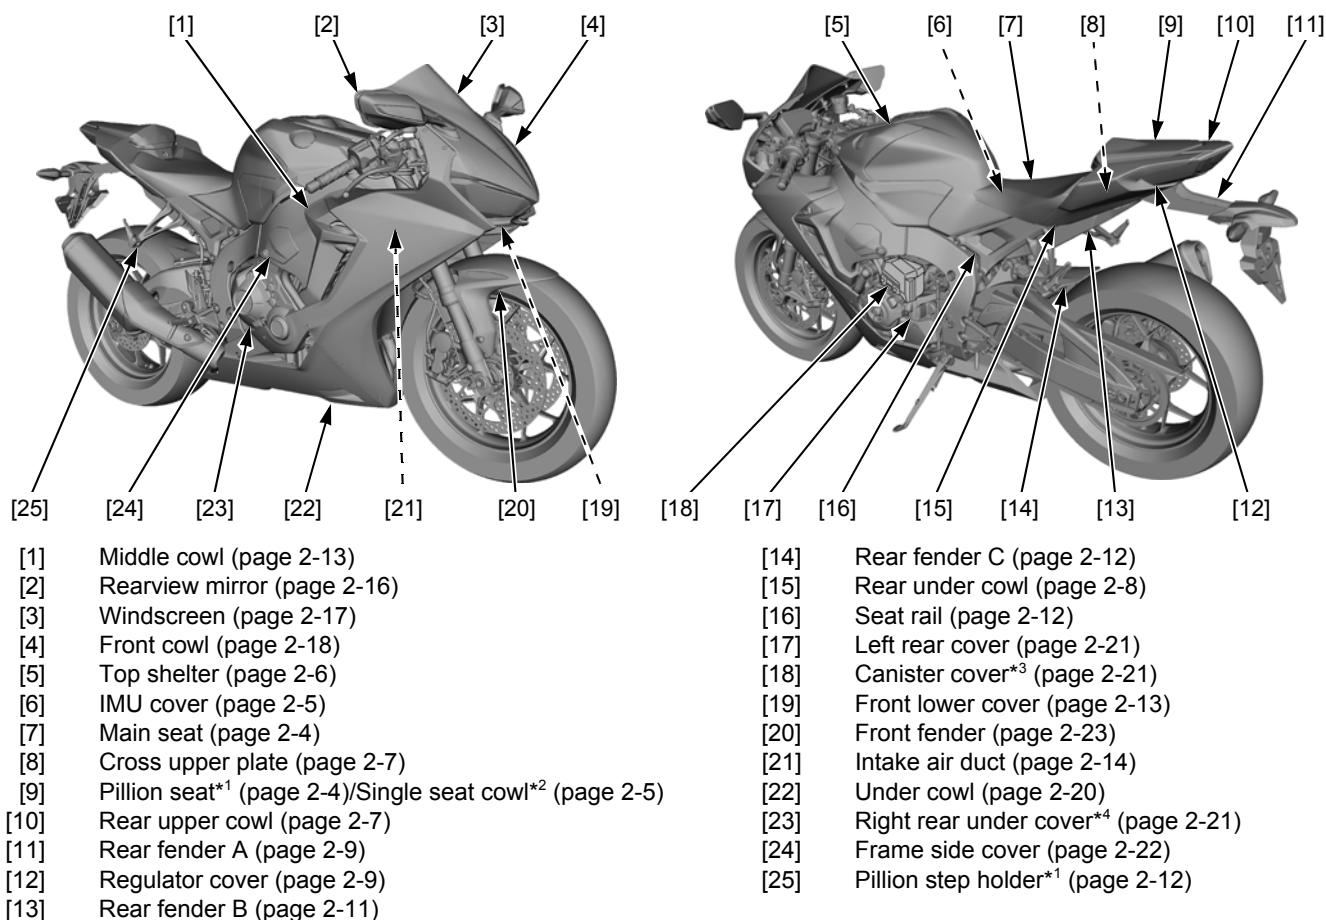 [1] [2] [3] [4] [5] [6] [7] [8] [9] [10] [11]
[25] [24] [23] [22] [21] [20] [19] [18] [17] [16] [15] [14] [13] [12]
[1] Middle cowl (page 2-13)
[2] Rearview mirror (page 2-16)
[3] Windscreen (page 2-17)
[4] Front cowl (page 2-18)
[5] Top shelter (page 2-6)
[6] IMU cover (page 2-5)
[7] Main seat (page 2-4)
[8] Cross upper plate (page 2-7)
[9] Pillion seat*1 (page 2-4)/Single seat cowl*2 (page 2-5)
[10] Rear upper cowl (page 2-7)
[11] Rear fender A (page 2-9)
[12] Regulator cover (page 2-9)
[13] Rear fender B (page 2-11)
[14] Rear fender C (page 2-12)
[15] Rear under cowl (page 2-8)
[16] Seat rail (page 2-12)
[17] Left rear cover (page 2-21)
[18] Canister cover*3 (page 2-21)
[19] Front lower cover (page 2-13)
[20] Front fender (page 2-23)
[21] Intake air duct (page 2-14)
[22] Under cowl (page 2-20)
[23] Right rear under cover*4 (page 2-21)
[24] Frame side cover (page 2-22)
[25] Pillion step holder*1 (page 2-12)